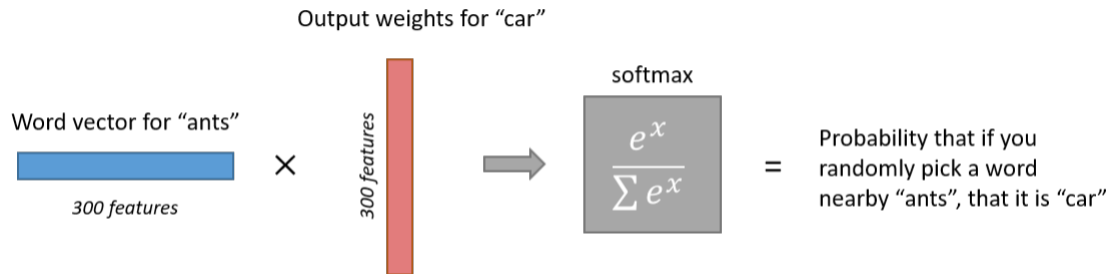 Output weights for “car”
softmax
Word vector for “ants”
300 features
×
300 features
e^x
∑ e^x
=
Probability that if you
randomly pick a word
nearby “ants”, that it is “car”